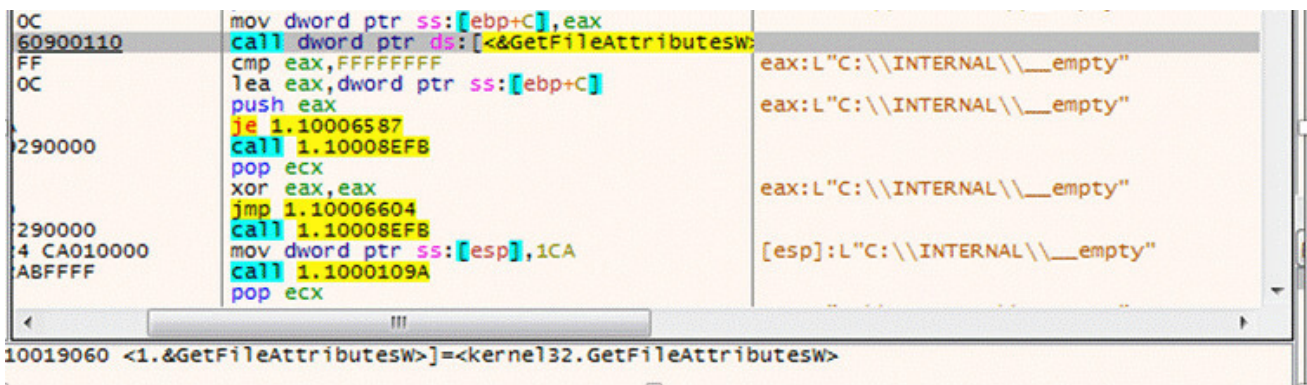 0C mov dword ptr ss:[ebp+C],eax
60900110 call dword ptr ds:[<&GetFileAttributesW>
FF cmp eax,FFFFFFFF eax:L"C:\\INTERNAL\\__empty"
0C lea eax,dword ptr ss:[ebp+C]
push eax eax:L"C:\\INTERNAL\\__empty"
je 1.10006587
290000 call 1.10008EFB
pop ecx
xor eax,eax eax:L"C:\\INTERNAL\\__empty"
jmp 1.10006604
290000 call 1.10008EFB
4 CA010000 mov dword ptr ss:[esp],1CA [esp]:L"C:\\INTERNAL\\__empty"
ABFFFF call 1.1000109A
pop ecx
10019060 <1.&GetFileAttributesW>]=<kernel32.GetFileAttributesW>